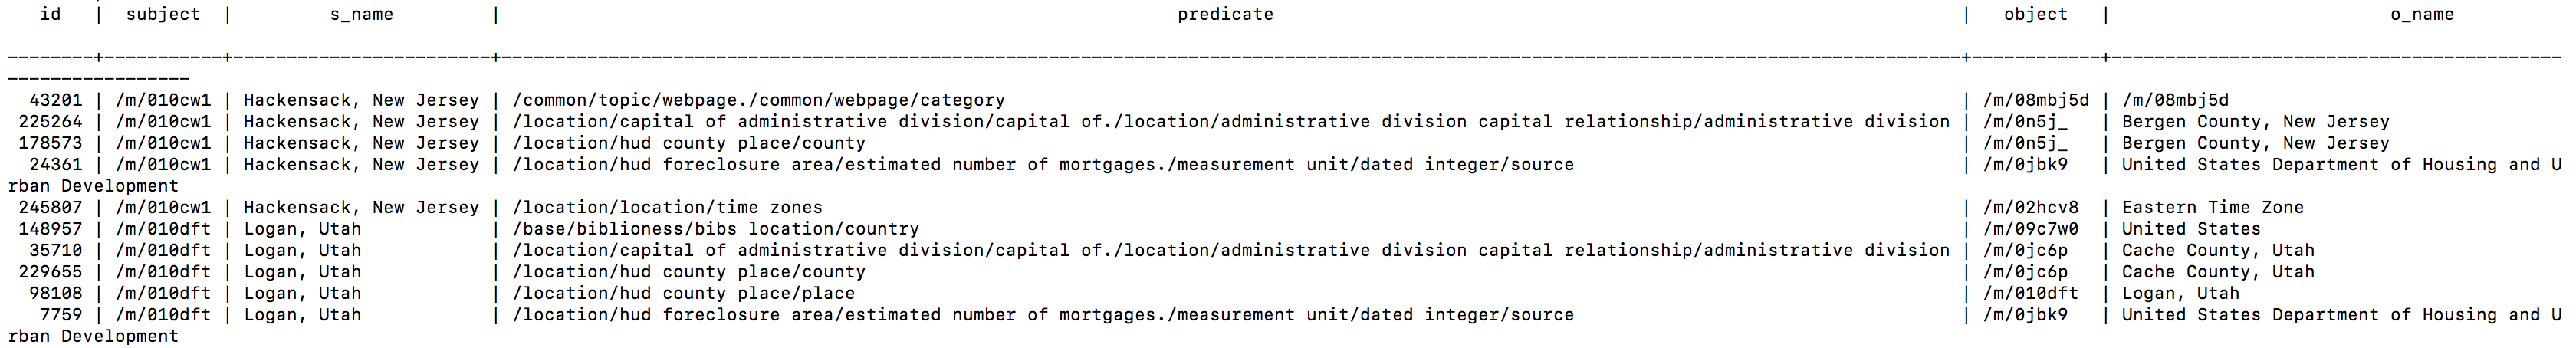 id | subject | s_name | predicate | object | o_name
--------+-----------+------------------------+----------------------------------------------------------------------------------------------------------------------------------------+------------+------------------------------------------
-----------------
43201 | /m/010cw1 | Hackensack, New Jersey | /common/topic/webpage./common/webpage/category | /m/08mbj5d | /m/08mbj5d
225264 | /m/010cw1 | Hackensack, New Jersey | /location/capital of administrative division/capital of./location/administrative division capital relationship/administrative division | /m/0n5j_ | Bergen County, New Jersey
178573 | /m/010cw1 | Hackensack, New Jersey | /location/hud county place/county | /m/0n5j_ | Bergen County, New Jersey
24361 | /m/010cw1 | Hackensack, New Jersey | /location/hud foreclosure area/estimated number of mortgages./measurement unit/dated integer/source | /m/0jbk9 | United States Department of Housing and U
rban Development
245807 | /m/010cw1 | Hackensack, New Jersey | /location/location/time zones | /m/02hcv8 | Eastern Time Zone
148957 | /m/010dft | Logan, Utah | /base/biblioness/bibs location/country | /m/09c7w0 | United States
35710 | /m/010dft | Logan, Utah | /location/capital of administrative division/capital of./location/administrative division capital relationship/administrative division | /m/0jc6p | Cache County, Utah
229655 | /m/010dft | Logan, Utah | /location/hud county place/county | /m/0jc6p | Cache County, Utah
98108 | /m/010dft | Logan, Utah | /location/hud county place/place | /m/010dft | Logan, Utah
7759 | /m/010dft | Logan, Utah | /location/hud foreclosure area/estimated number of mortgages./measurement unit/dated integer/source | /m/0jbk9 | United States Department of Housing and U
rban Development